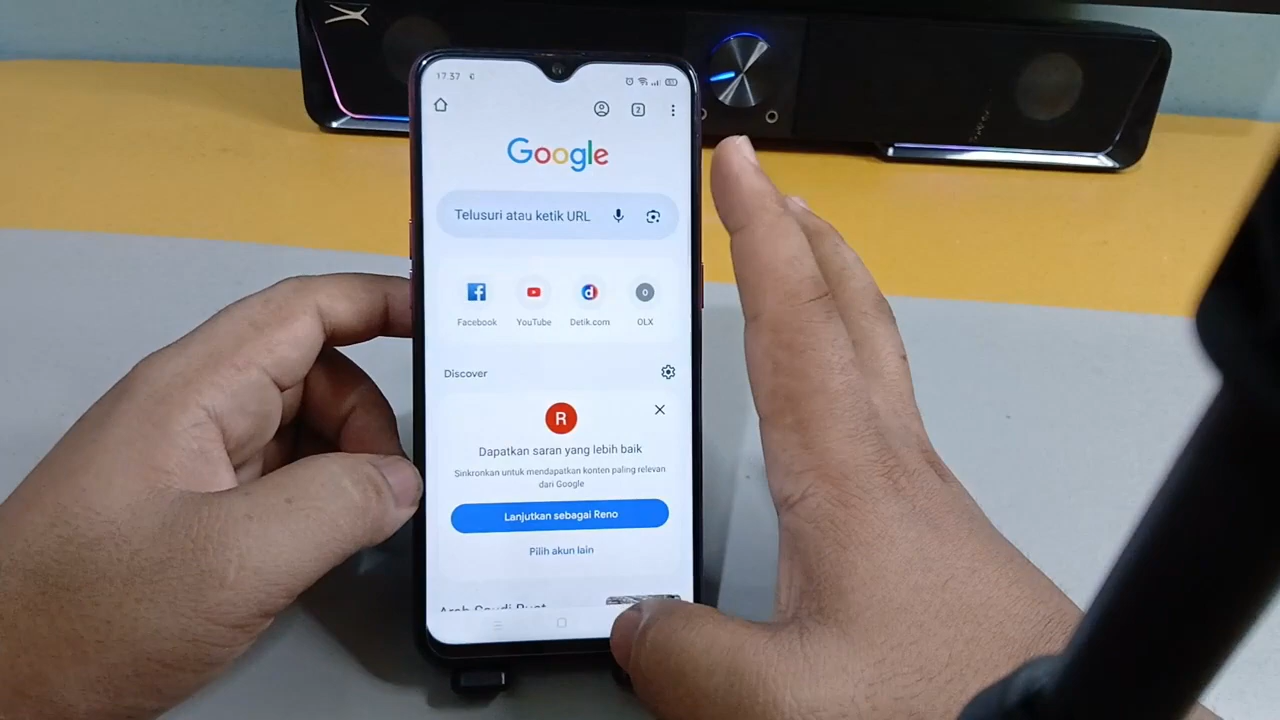 17.37
2
Google
Telusuri atau ketik URL
Facebook
YouTube
Detik.com
OLX
Discover
R
Dapatkan saran yang lebih baik
Sinkronkan untuk mendapatkan konten paling relevan
dari Google
Lanjutkan sebagai Reno
Pilih akun lain